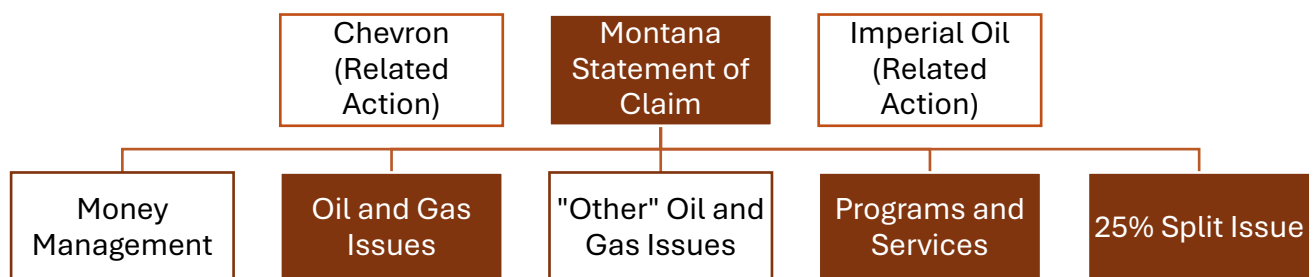 Chevron
(Related
Action)
Montana
Statement of
Claim
Imperial Oil
(Related
Action)
Money
Management
Oil and Gas
Issues
"Other" Oil and
Gas Issues
Programs and
Services
25% Split Issue